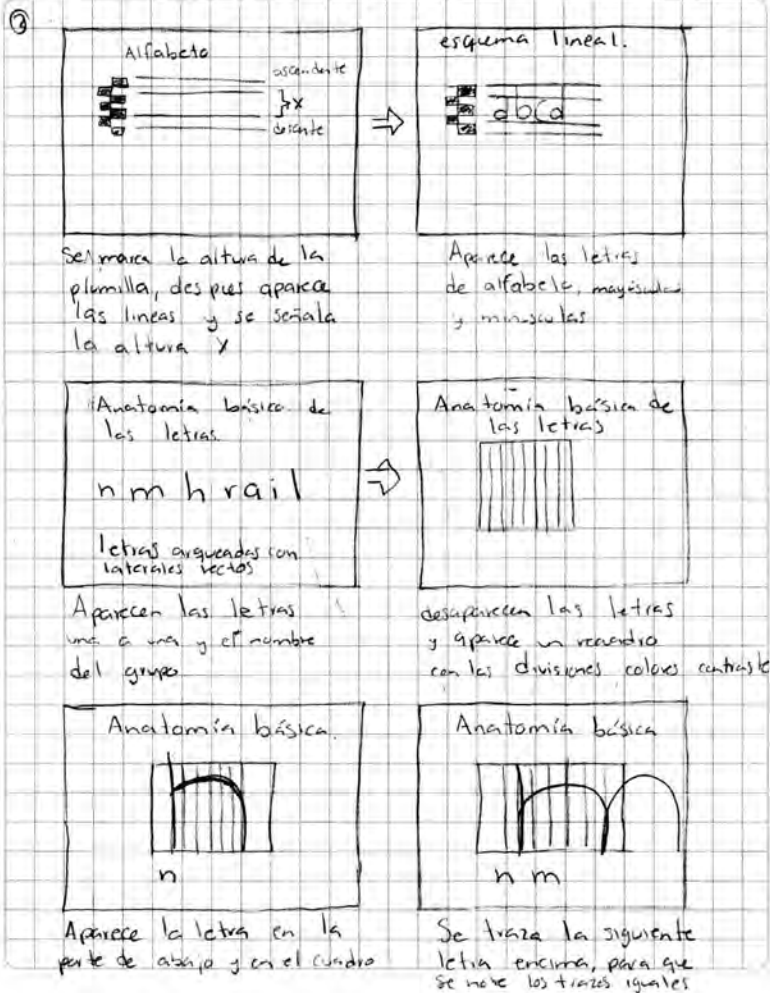 2
Alfabeto
ascendente
x
descente
esquema lineal.
abcd
Se marca la altura de la
plumilla, despues aparece
las lineas y se señala
la altura x
Aparece las letras
de alfabeto, mayúsculas
y minusculas
Anatomía básica de
las letras.
n m h r a i l
letras arqueadas con
laterales rectos
Anatomía básica de
las letras
Aparecen las letras
una a una y el nombre
del grupo
desaparecen las letras
y aparece un recuadro
con las divisiones colores contraste
Anatomía básica.
n
Anatomía básica
n m
Aparece la letra en la
parte de abajo y en el cuadro
Se traza la siguiente
letra encima, para que
se note los trazos iguales